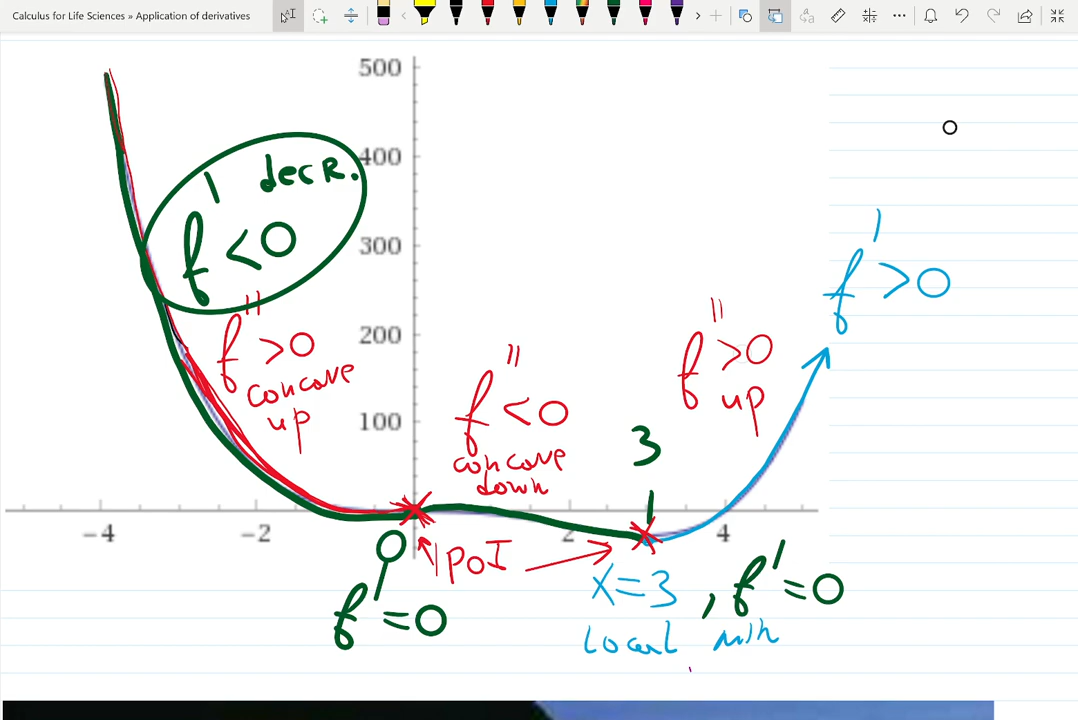 Calculus for Life Sciences » Application of derivatives
500
400
300
200
100
-4
-2
2
4
f' < 0 decR.
f'' > 0
concave
up
f'' < 0
concave
down
f'' > 0
up
f' > 0
3
0
f' = 0
PoI
x = 3, f' = 0
Local min